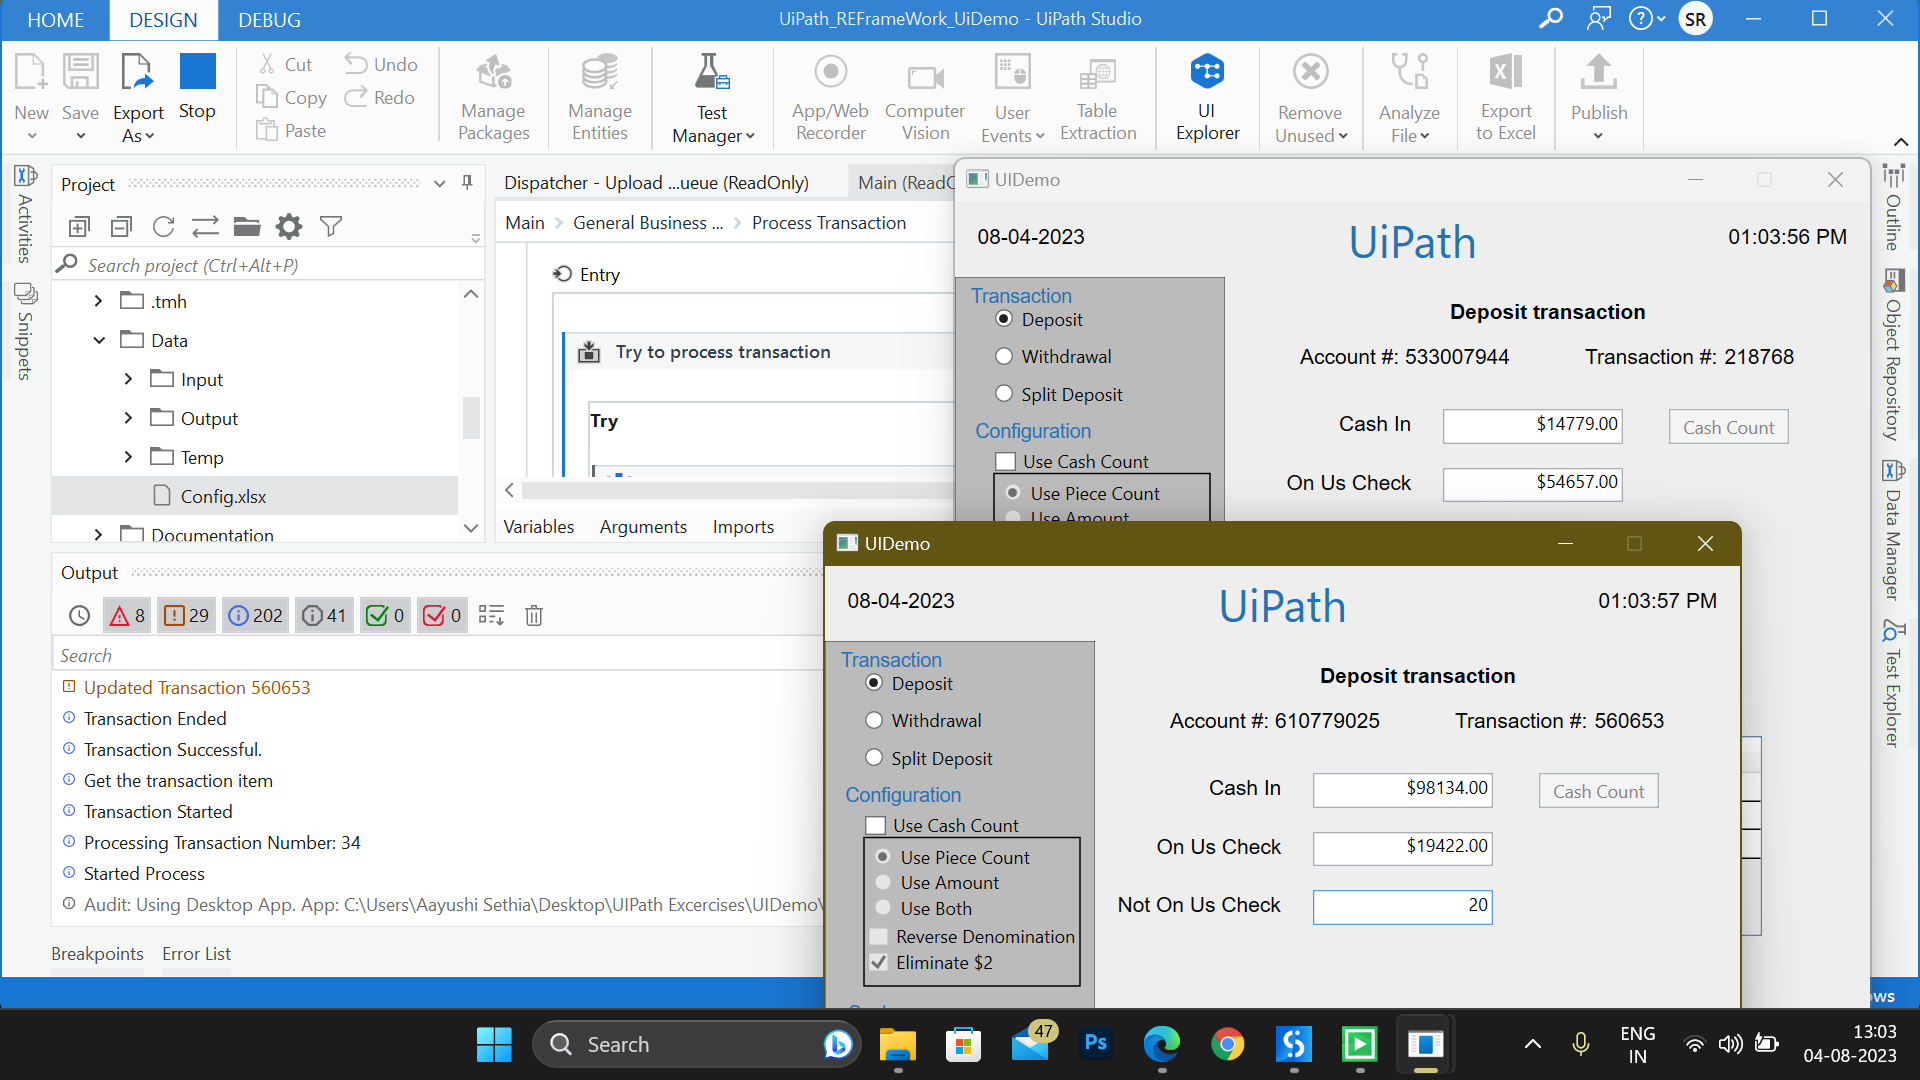 HOME DESIGN DEBUG
UiPath_REFrameWork_UiDemo - UiPath Studio
SR
New
Save
Export As
Stop
Cut
Copy
Paste
Undo
Redo
Manage Packages
Manage Entities
Test Manager
App/Web Recorder
Computer Vision
User Events
Table Extraction
UI Explorer
Remove Unused
Analyze File
Export to Excel
Publish
Activities
Snippets
Project
Search project (Ctrl+Alt+P)
.tmh
Data
Input
Output
Temp
Config.xlsx
Documentation
Dispatcher - Upload ...ueue (ReadOnly)
Main (ReadO
Main > General Business ... > Process Transaction
Entry
Try to process transaction
Try
Variables Arguments Imports
Output
8 29 202 41 0 0
Search
Updated Transaction 560653
Transaction Ended
Transaction Successful.
Get the transaction item
Transaction Started
Processing Transaction Number: 34
Started Process
Audit: Using Desktop App. App: C:\Users\Aayushi Sethia\Desktop\UIPath Excercises\UIDemo\
Breakpoints Error List
UIDemo
08-04-2023
UiPath
01:03:56 PM
Transaction
Deposit
Withdrawal
Split Deposit
Configuration
Use Cash Count
Use Piece Count
Use Amount
Deposit transaction
Account #: 533007944 Transaction #: 218768
Cash In $14779.00 Cash Count
On Us Check $54657.00
UIDemo
08-04-2023
UiPath
01:03:57 PM
Transaction
Deposit
Withdrawal
Split Deposit
Configuration
Use Cash Count
Use Piece Count
Use Amount
Use Both
Reverse Denomination
Eliminate $2
Deposit transaction
Account #: 610779025 Transaction #: 560653
Cash In $98134.00 Cash Count
On Us Check $19422.00
Not On Us Check 20
Outline
Object Repository
Data Manager
Test Explorer
ows
Search
47
Ps
ENG
IN
13:03
04-08-2023